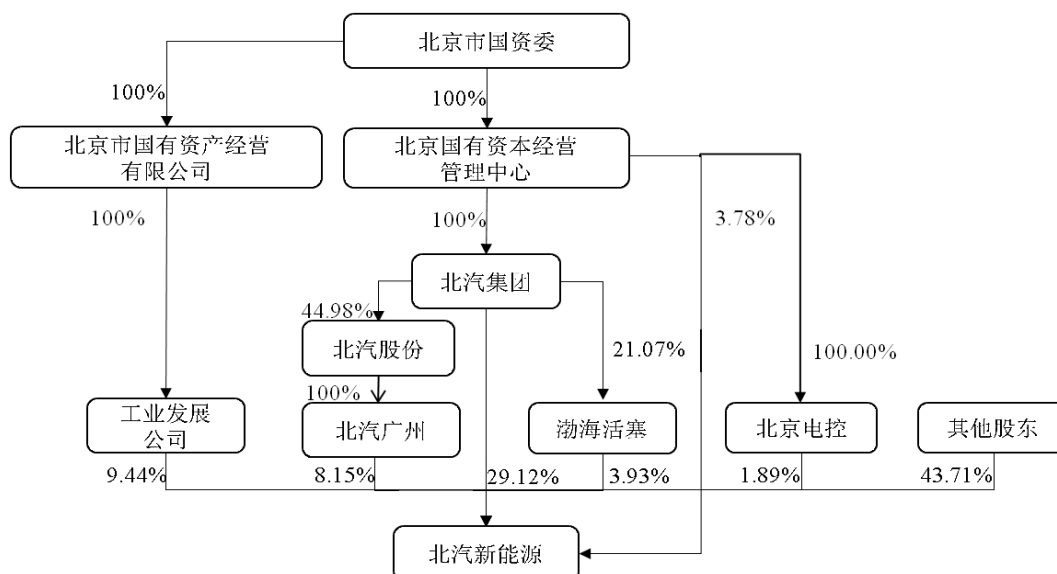 北京市国资委
100%
100%
北京市国有资产经营
有限公司
北京国有资本经营
管理中心
100%
100%
3.78%
北汽集团
44.98%
北汽股份
21.07%
100.00%
100%
工业发展
公司
北汽广州
渤海活塞
北京电控
其他股东
9.44%
8.15%
29.12%
3.93%
1.89%
43.71%
北汽新能源